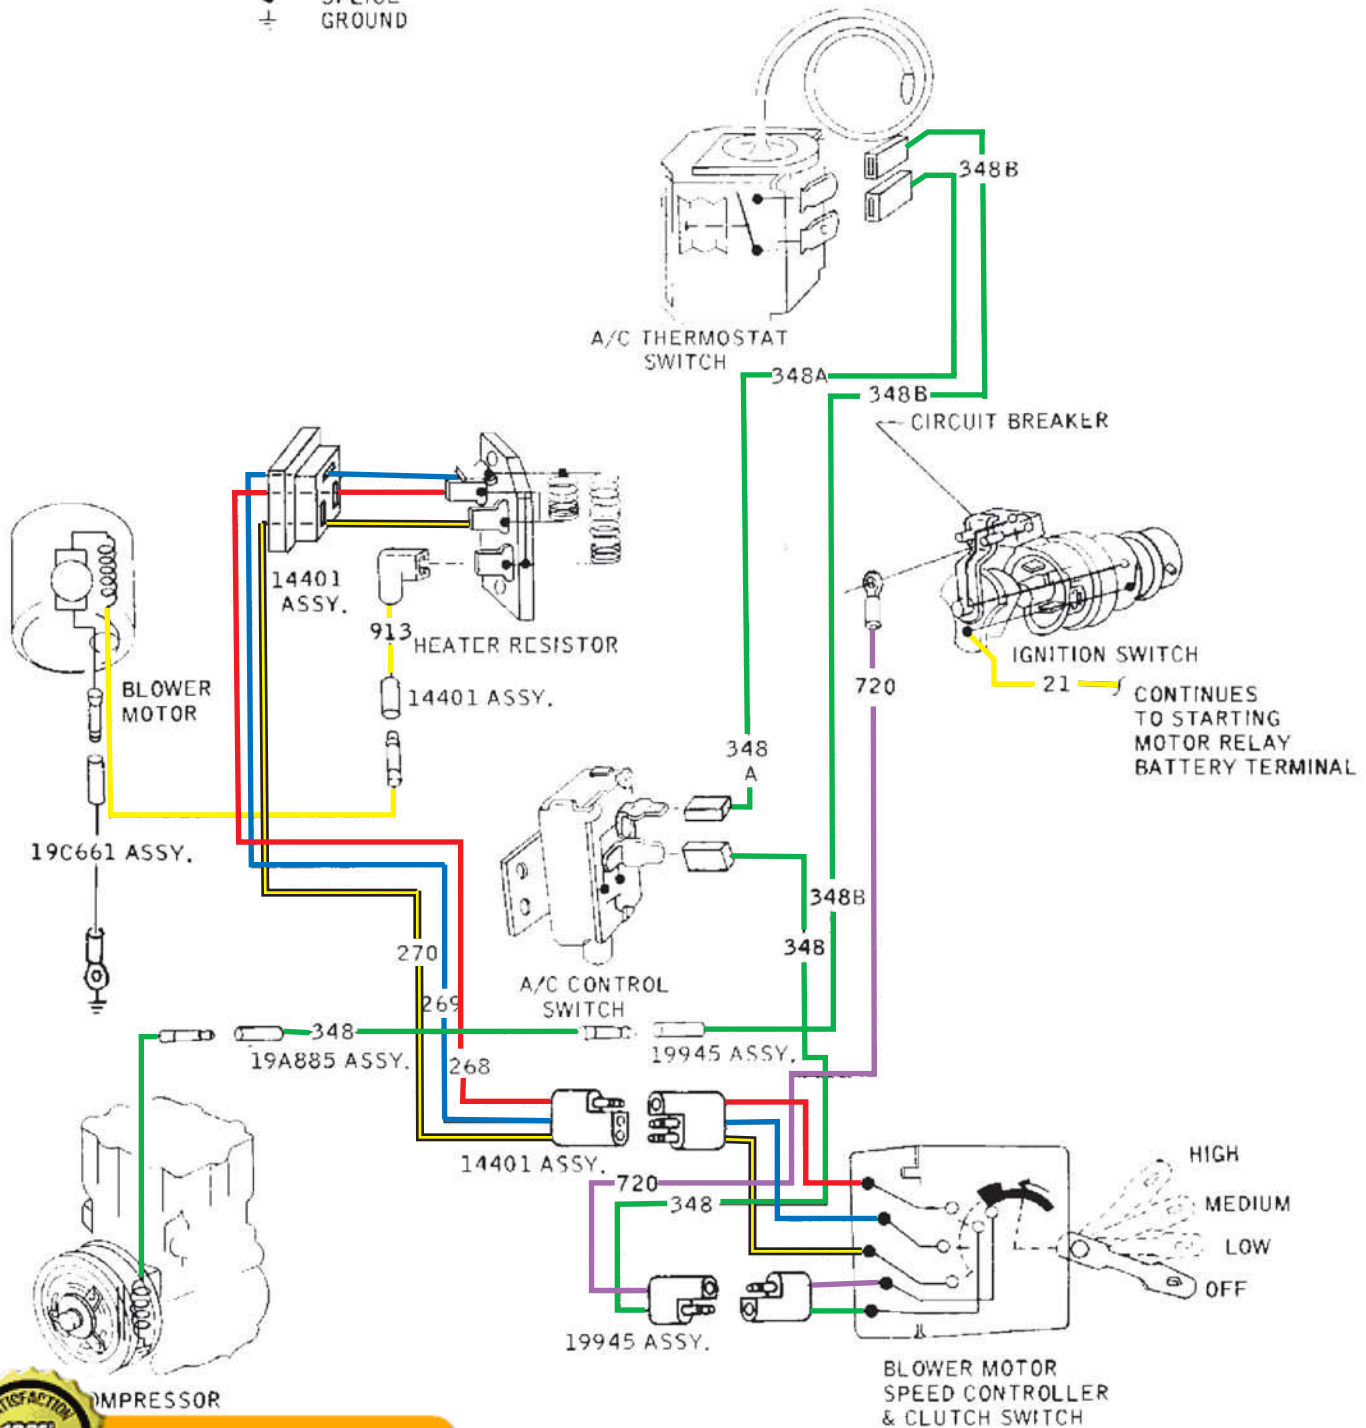 GROUND
348B
A/C THERMOSTAT
SWITCH
348A
348B
CIRCUIT BREAKER
14401
ASSY.
913
HEATER RESISTOR
14401 ASSY.
BLOWER
MOTOR
IGNITION SWITCH
21
720
CONTINUES
TO STARTING
MOTOR RELAY
BATTERY TERMINAL
348
A
19C661 ASSY.
348B
348
270
A/C CONTROL
SWITCH
269
348
19A885 ASSY.
19945 ASSY.
268
14401 ASSY.
720
348
HIGH
MEDIUM
LOW
OFF
19945 ASSY.
BLOWER MOTOR
SPEED CONTROLLER
& CLUTCH SWITCH
OMPRESSOR